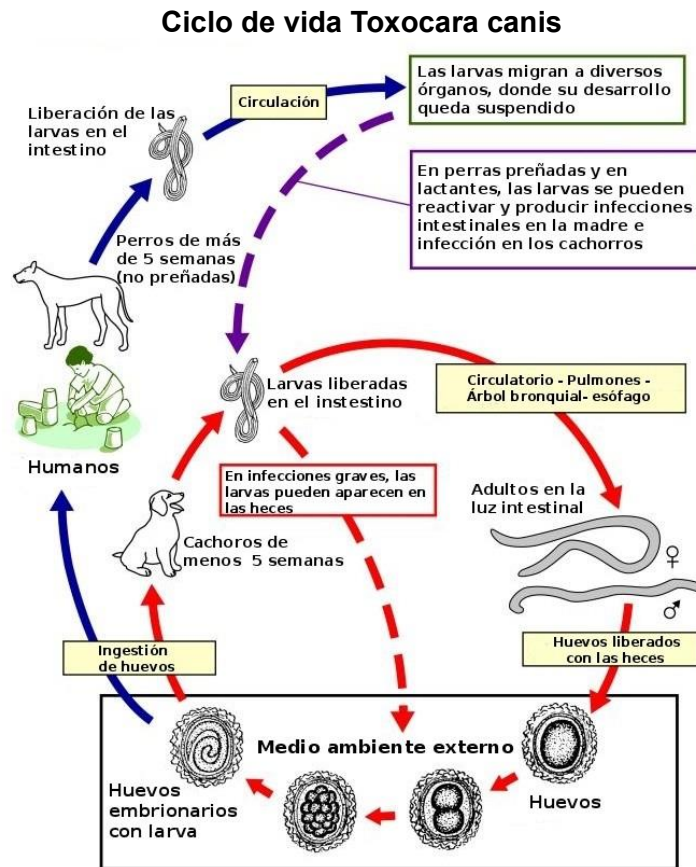 Ciclo de vida Toxocara canis
Liberación de las
larvas en el
intestino
Circulación
Las larvas migran a diversos
órganos, donde su desarrollo
queda suspendido
En perras preñadas y en
lactantes, las larvas se pueden
reactivar y producir infecciones
intestinales en la madre e
infección en los cachorros
Perros de más
de 5 semanas
(no preñadas)
Larvas liberadas
en el instestino
Circulatorio - Pulmones -
Árbol bronquial- esófago
Humanos
En infecciones graves, las
larvas pueden aparecen en
las heces
Adultos en la
luz intestinal
♀
♂
Cachoros de
menos 5 semanas
Ingestión
de huevos
Huevos liberados
con las heces
Medio ambiente externo
Huevos
embrionarios
con larva
Huevos